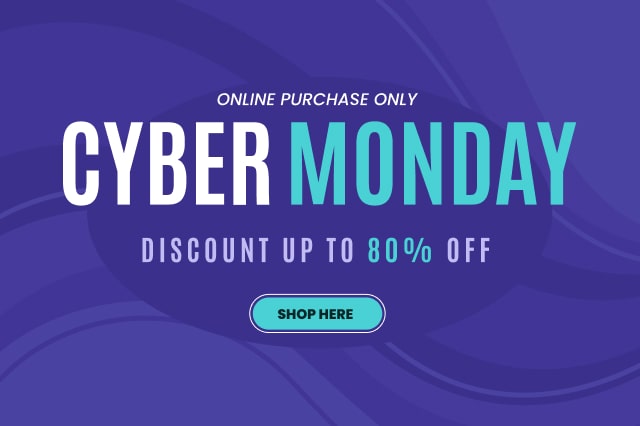 ONLINE PURCHASE ONLY
CYBER MONDAY
DISCOUNT UP TO 80% OFF
SHOP HERE